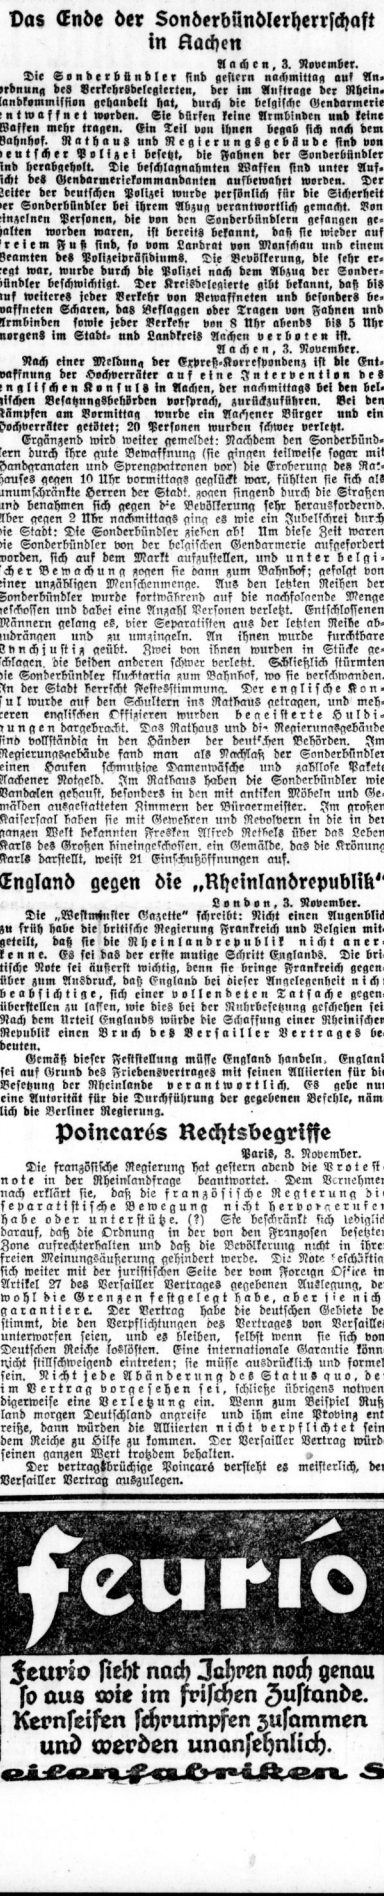 Das Ende der Sonderbündlerherrschaft
in Aachen
Aachen, 3. November.
Die Sonderbündler sind gestern nachmittag auf An-
ordnung des Verkehrsdelegierten, der im Auftrage der Rhein-
landkommission gehandelt hat, durch die belgische Gendarmerie
entwaffnet worden. Sie dürfen keine Armbinden und keine
Waffen mehr tragen. Ein Teil von ihnen begab sich nach dem
Bahnhof. Rathaus und Regierungsgebäude sind von
deutscher Polizei besetzt, die Fahnen der Sonderbündler
sind herabgeholt. Die beschlagnahmten Waffen sind unter Auf-
sicht des Gendarmeriekommandanten aufbewahrt worden. Der
Leiter der deutschen Polizei wurde persönlich für die Sicherheit
der Sonderbündler bei ihrem Abzug verantwortlich gemacht. Von
einzelnen Personen, die von den Sonderbündlern gefangen ge-
halten worden waren, ist bereits bekannt, daß sie wieder auf
freiem Fuß sind, so vom Landrat von Monschau und einem
Beamten des Polizeipräsidiums. Die Bevölkerung, die sehr er-
regt war, wurde durch die Polizei nach dem Abzug der Sonder-
bündler beschwichtigt. Der Kreisdelegierte gibt bekannt, daß bis
auf weiteres jeder Verkehr von Bewaffneten und besonders be-
waffneten Scharen, das Beflaggen oder Tragen von Fahnen und
Armbinden sowie jeder Verkehr von 8 Uhr abends bis 5 Uhr
morgens im Stadt- und Landkreis Aachen verboten ist.
Aachen, 3. November.
Nach einer Meldung der Expreß-Korrespondenz ist die Ent-
waffnung der Hochverräter auf eine Intervention des
englischen Konsuls in Aachen, der nachmittags bei den bel-
gischen Besatzungsbehörden vorsprach, zurückzuführen. Bei den
Kämpfen am Vormittag wurde ein Aachener Bürger und ein
Hochverräter getötet; 20 Personen wurden schwer verletzt.
Ergänzend wird weiter gemeldet: Nachdem den Sonderbünd-
lern durch ihre gute Bewaffnung (sie gingen teilweise sogar mit
Handgranaten und Sprengpatronen vor) die Eroberung des Rat-
hauses gegen 10 Uhr vormittags geglückt war, fühlten sie sich als
unumschränkte Herren der Stadt, zogen singend durch die Straßen
und benahmen sich gegen die Bevölkerung sehr herausfordernd.
Aber gegen 2 Uhr nachmittags ging es wie ein Jubelschrei durch
die Stadt: Die Sonderbündler ziehen ab! Um diese Zeit waren
die Sonderbündler von der belgischen Gendarmerie aufgefordert
worden, sich auf dem Markt aufzustellen, und unter belgi-
scher Bewachung zogen sie dann zum Bahnhof; gefolgt von
einer unzähligen Menschenmenge. Aus den letzten Reihen der
Sonderbündler wurde fortwährend auf die nachfolgende Menge
geschossen und dabei eine Anzahl Personen verletzt. Entschlossenen
Männern gelang es, vier Separatisten aus der letzten Reihe ab-
zudrängen und zu umzingeln. An ihnen wurde furchtbare
Lynchjustiz geübt. Zwei von ihnen wurden in Stücke ge-
schlagen, die beiden anderen schwer verletzt. Schließlich stürmten
die Sonderbündler fluchtartig zum Bahnhof, wo sie verschwanden.
In der Stadt herrscht Festesstimmung. Der englische Kon-
sul wurde auf den Schultern ins Rathaus getragen, und meh-
reren englischen Offizieren wurden begeisterte Huldi-
gungen dargebracht. Das Rathaus und die Regierungsgebäude
sind vollständig in den Händen der deutschen Behörden. Im
Regierungsgebäude fand man als Nachlaß der Sonderbündler
einen Haufen schmutzige Damenwäsche und zahllose Pakete
Aachener Notgeld. Im Rathaus haben die Sonderbündler wie
Vandalen gehaust, besonders in den mit antiken Möbeln und Ge-
mälden ausgestatteten Zimmern der Bürgermeister. Im großen
Kaisersaal haben sie mit Gewehren und Revolvern in die in der
ganzen Welt bekannten Fresken Alfred Rethels über das Leben
Karls des Großen hineingeschossen, ein Gemälde, das die Krönung
Karls darstellt, weist 21 Einschußöffnungen auf.
England gegen die „Rheinlandrepublik“
London, 3. November.
Die „Westminster Gazette“ schreibt: Nicht einen Augenblick
zu früh habe die britische Regierung Frankreich und Belgien mit-
geteilt, daß sie die Rheinlandrepublik nicht aner-
kenne. Es sei das der erste mutige Schritt Englands. Die bri-
tische Note sei äußerst wichtig, denn sie bringe Frankreich gegen-
über zum Ausdruck, daß England bei dieser Angelegenheit nicht
beabsichtige, sich einer vollendeten Tatsache gegen-
überstellen zu lassen, wie dies bei der Ruhrbesetzung geschehen sei.
Nach dem Urteil Englands würde die Schaffung einer Rheinischen
Republik einen Bruch des Versailler Vertrages be-
deuten.
Gemäß dieser Feststellung müsse England handeln. England
sei auf Grund des Friedensvertrages mit seinen Alliierten für die
Besetzung der Rheinlande verantwortlich. Es gebe nur
eine Autorität für die Durchführung der gegebenen Befehle, näm-
lich die Berliner Regierung.
Poincarés Rechtsbegriffe
Paris, 3. November.
Die französische Regierung hat gestern abend die Protest-
note in der Rheinlandfrage beantwortet. Dem Vernehmen
nach erklärt sie, daß die französische Regierung die
separatistische Bewegung nicht hervorgerufen
habe oder unterstütze. (?) Sie beschränkt sich lediglich
darauf, daß die Ordnung in der von den Franzosen besetzten
Zone aufrechterhalten und daß die Bevölkerung nicht in ihrer
freien Meinungsäußerung gehindert werde. Die Note beschäftigt
sich weiter mit der juristischen Seite der vom Foreign Office in
Artikel 27 des Versailler Vertrages gegebenen Auslegung, der
wohl die Grenzen festgelegt habe, aber sie nicht
garantiere. Der Vertrag habe die deutschen Gebiete be-
stimmt, die den Verpflichtungen des Vertrages von Versailles
unterworfen seien, und es bleiben, selbst wenn sie sich vom
Deutschen Reiche loslösten. Eine internationale Garantie könne
nicht stillschweigend eintreten; sie müsse ausdrücklich und formell
sein. Nicht jede Abänderung des Status quo, der
im Vertrag vorgesehen sei, schließe übrigens notwen-
digerweise eine Verletzung ein. Wenn zum Beispiel Ruß-
land morgen Deutschland angreife und ihm eine Provinz ent-
reiße, dann würden die Alliierten nicht verpflichtet sein,
dem Reiche zu Hilfe zu kommen. Der Versailler Vertrag würde
seinen ganzen Wert trotzdem behalten.
Der vertragsbrüchige Poincaré versteht es meisterlich, den
Versailler Vertrag auszulegen.
Feurió
Feurio sieht nach Jahren noch genau
so aus wie im frischen Zustande.
Kernseifen schrumpfen zusammen
und werden unansehnlich.
eifenfabriken S